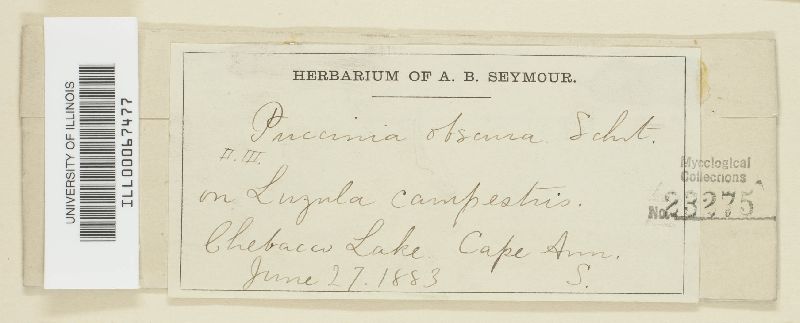 UNIVERSITY OF ILLINOIS
ILL00067477
HERBARIUM OF A. B. SEYMOUR.
Puccinia obscura. Schrt.
II. III.
on Luzula campestris.
Chebacco Lake. Cape Ann.
June 27. 1883 S.
Mycological
Collections
No. 23275